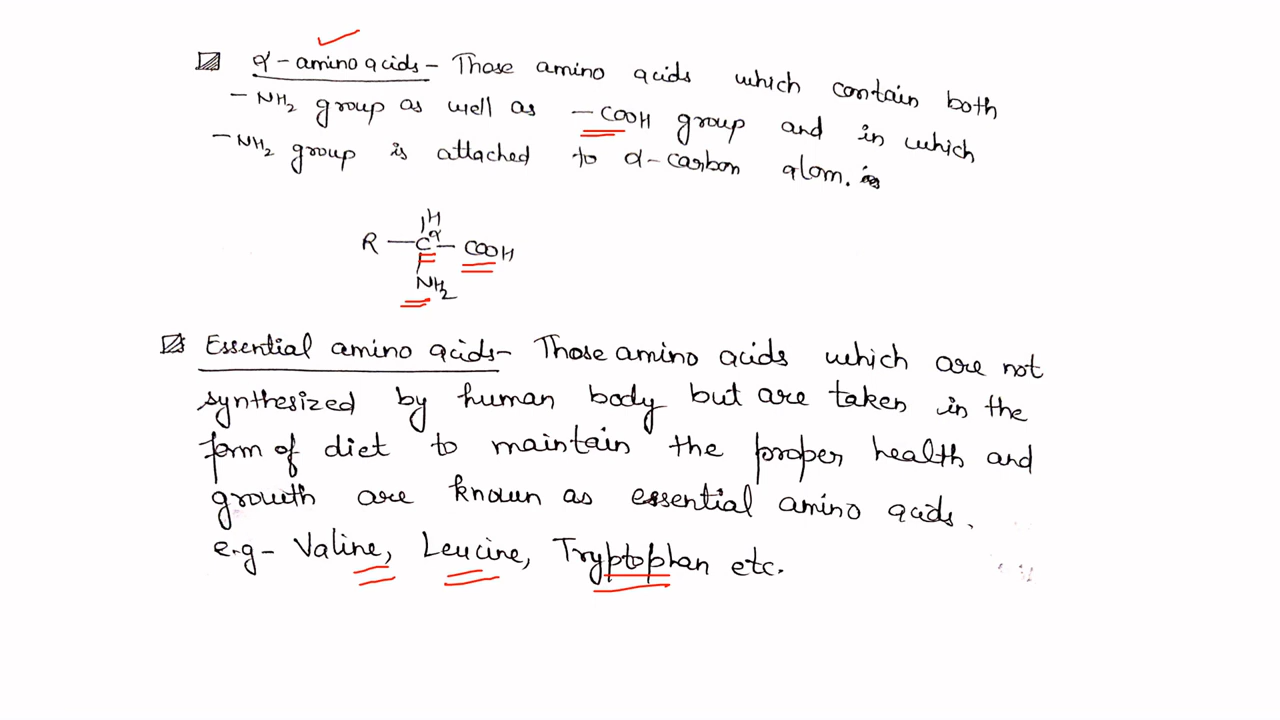 α-amino acids- Those amino acids which contain both
-NH2 group as well as -COOH group and in which
-NH2 group is attached to α-carbon atom.
H
R - Cα - COOH
NH2
Essential amino acids- Those amino acids which are not
synthesized by human body but are taken in the
form of diet to maintain the proper health and
growth are known as essential amino acids.
e.g- Valine, Leucine, Tryptophan etc.